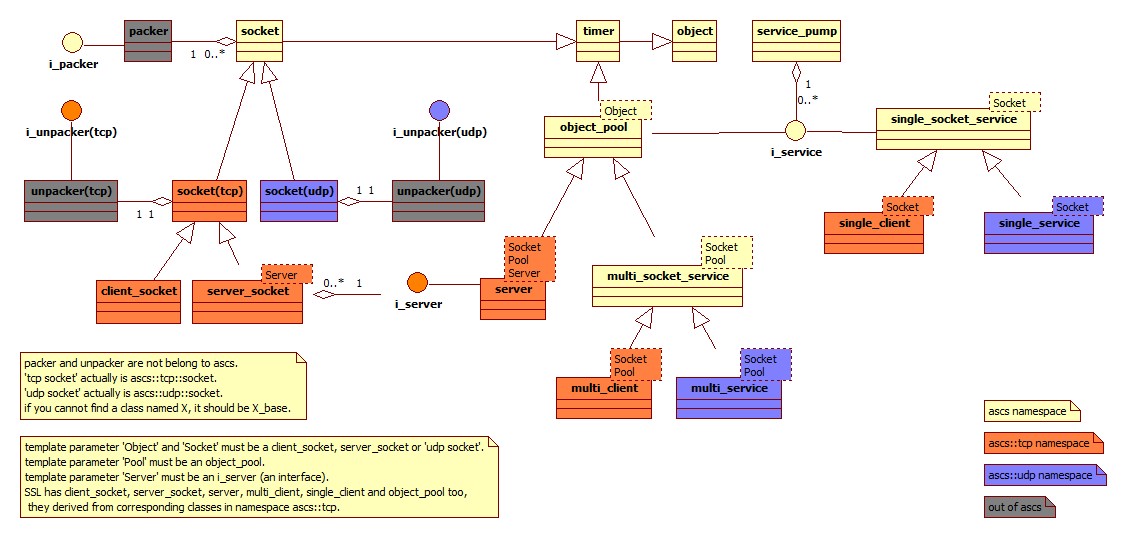 packer
socket
timer
object
service_pump
i_packer
1 0..*
1
0..*
i_unpacker(tcp)
i_unpacker(udp)
Object
object_pool
i_service
Socket
single_socket_service
unpacker(tcp)
1 1
socket(tcp)
socket(udp)
1 1
unpacker(udp)
Socket
single_client
Socket
single_service
client_socket
Server
server_socket
0..* 1
i_server
Socket
Pool
Server
server
Socket
Pool
multi_socket_service
Socket
Pool
multi_client
Socket
Pool
multi_service
packer and unpacker are not belong to ascs.
'tcp socket' actually is ascs::tcp::socket.
'udp socket' actually is ascs::udp::socket.
if you cannot find a class named X, it should be X_base.
template parameter 'Object' and 'Socket' must be a client_socket, server_socket or 'udp socket'.
template parameter 'Pool' must be an object_pool.
template parameter 'Server' must be an i_server (an interface).
SSL has client_socket, server_socket, server, multi_client, single_client and object_pool too,
they derived from corresponding classes in namespace ascs::tcp.
ascs namespace
ascs::tcp namespace
ascs::udp namespace
out of ascs